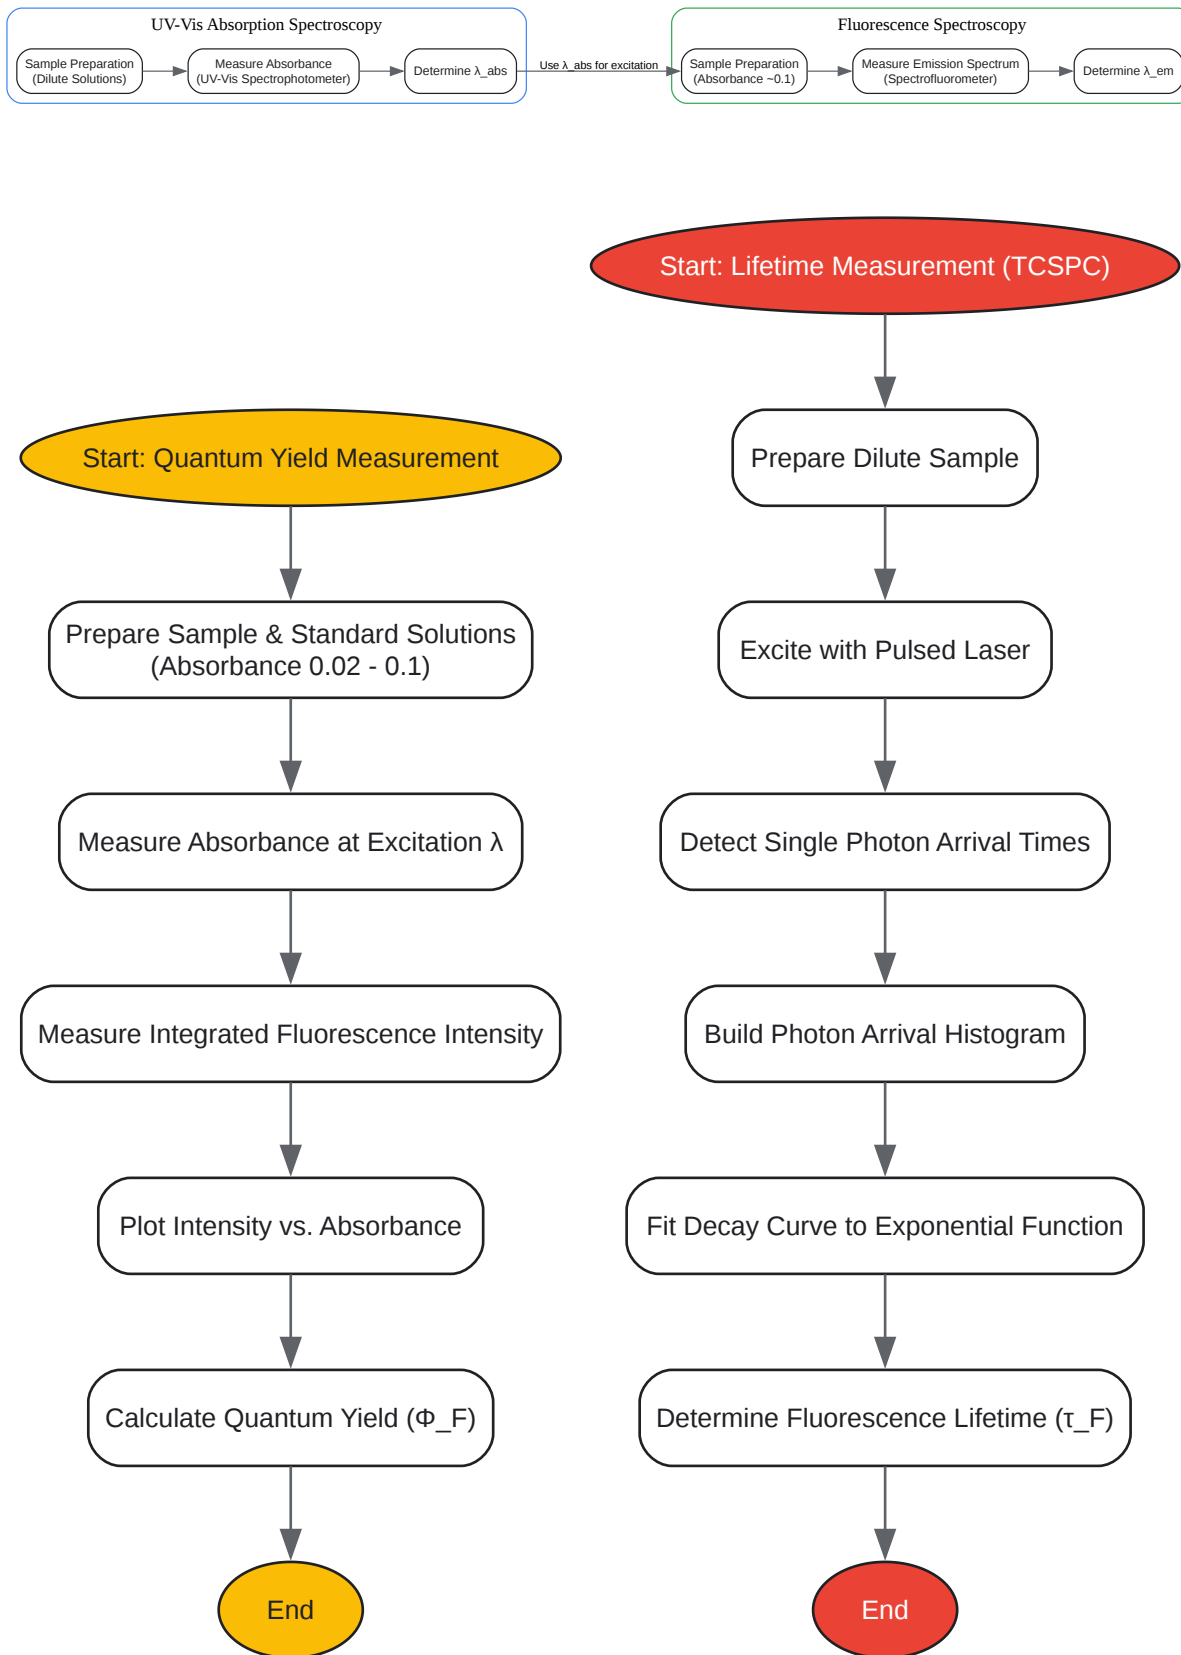 UV-Vis Absorption Spectroscopy
Sample Preparation
(Dilute Solutions)
Measure Absorbance
(UV-Vis Spectrophotometer)
Determine λ_abs
Use λ_abs for excitation
Fluorescence Spectroscopy
Sample Preparation
(Absorbance ~0.1)
Measure Emission Spectrum
(Spectrofluorometer)
Determine λ_em
Start: Quantum Yield Measurement
Prepare Sample & Standard Solutions
(Absorbance 0.02 - 0.1)
Measure Absorbance at Excitation λ
Measure Integrated Fluorescence Intensity
Plot Intensity vs. Absorbance
Calculate Quantum Yield (Φ_F)
End
Start: Lifetime Measurement (TCSPC)
Prepare Dilute Sample
Excite with Pulsed Laser
Detect Single Photon Arrival Times
Build Photon Arrival Histogram
Fit Decay Curve to Exponential Function
Determine Fluorescence Lifetime (τ_F)
End